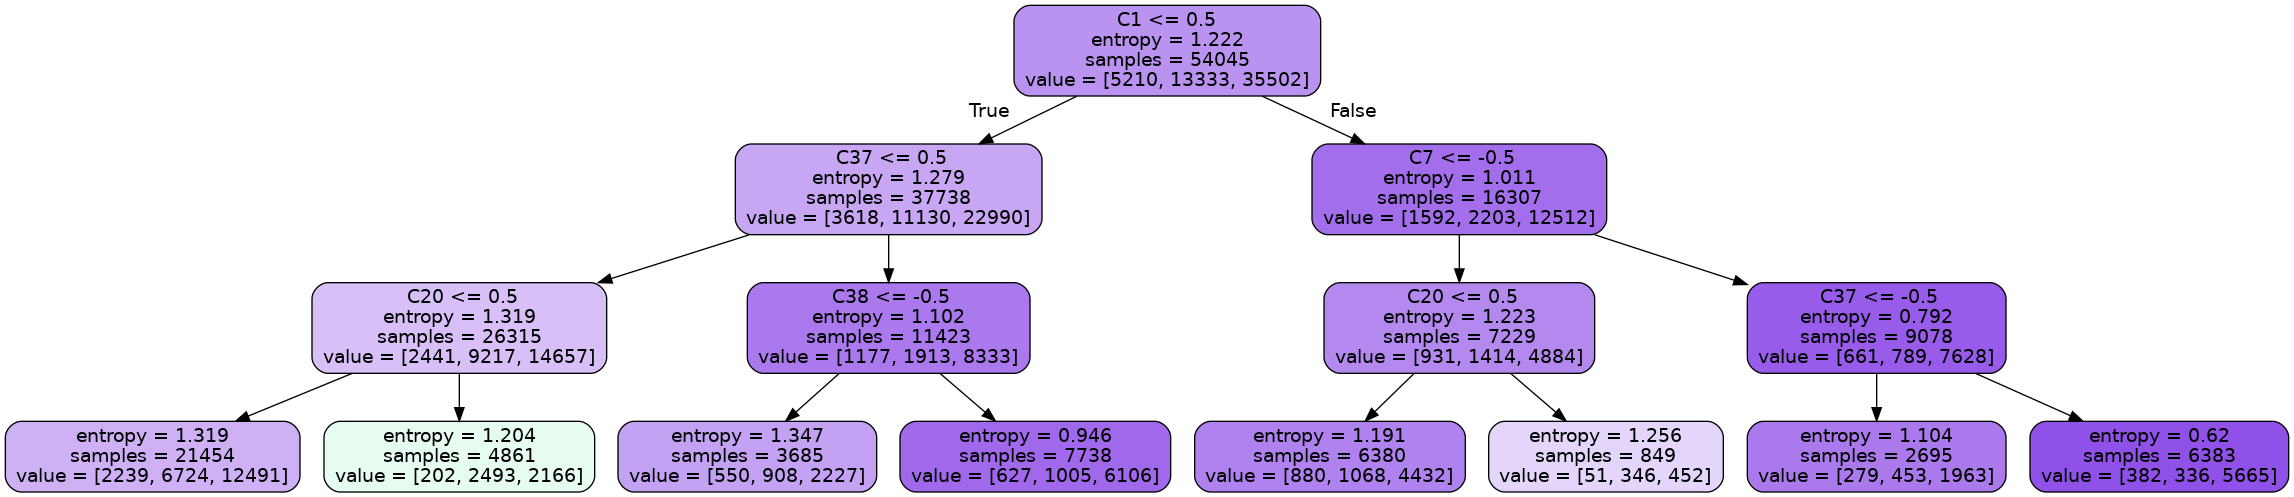 C1 <= 0.5
entropy = 1.222
samples = 54045
value = [5210, 13333, 35502]
True
False
C37 <= 0.5
entropy = 1.279
samples = 37738
value = [3618, 11130, 22990]
C7 <= -0.5
entropy = 1.011
samples = 16307
value = [1592, 2203, 12512]
C20 <= 0.5
entropy = 1.319
samples = 26315
value = [2441, 9217, 14657]
C38 <= -0.5
entropy = 1.102
samples = 11423
value = [1177, 1913, 8333]
C20 <= 0.5
entropy = 1.223
samples = 7229
value = [931, 1414, 4884]
C37 <= -0.5
entropy = 0.792
samples = 9078
value = [661, 789, 7628]
entropy = 1.319
samples = 21454
value = [2239, 6724, 12491]
entropy = 1.204
samples = 4861
value = [202, 2493, 2166]
entropy = 1.347
samples = 3685
value = [550, 908, 2227]
entropy = 0.946
samples = 7738
value = [627, 1005, 6106]
entropy = 1.191
samples = 6380
value = [880, 1068, 4432]
entropy = 1.256
samples = 849
value = [51, 346, 452]
entropy = 1.104
samples = 2695
value = [279, 453, 1963]
entropy = 0.62
samples = 6383
value = [382, 336, 5665]